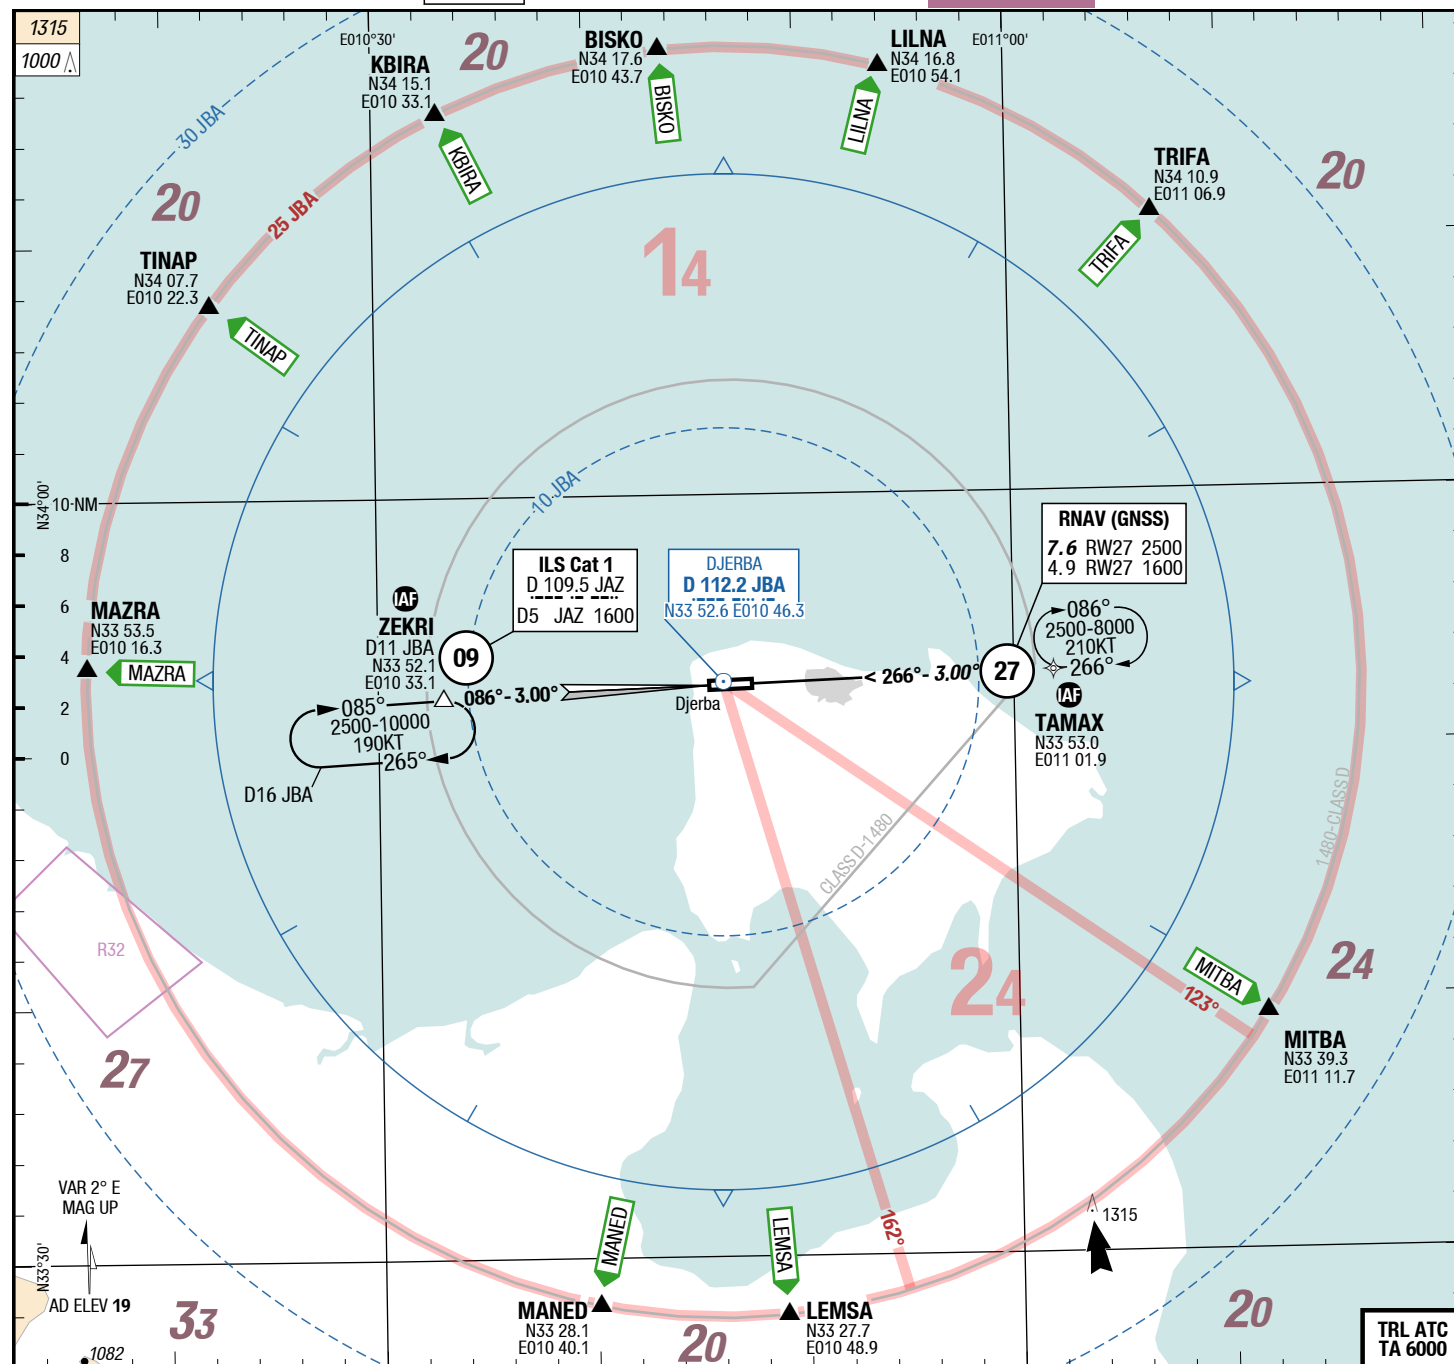 1315
1000
E010°30'
E011°00'
BISKO
N34 17.6
E010 43.7
BISKO
LILNA
N34 16.8
E010 54.1
LILNA
KBIRA
N34 15.1
E010 33.1
KBIRA
20
30 JBA
20
25 JBA
TRIFA
N34 10.9
E011 06.9
TRIFA
20
TINAP
N34 07.7
E010 22.3
TINAP
14
N34°00'
10-NM
8
6
4
2
0
10 JBA
RNAV (GNSS)
7.6 RW27 2500
4.9 RW27 1600
ILS Cat 1
D 109.5 JAZ
D5 JAZ 1600
DJERBA
D 112.2 JBA
N33 52.6 E010 46.3
MAZRA
N33 53.5
E010 16.3
MAZRA
IAF
ZEKRI
D11 JBA
N33 52.1
E010 33.1
09
27
086°
2500-8000
210KT
266°
IAF
TAMAX
N33 53.0
E011 01.9
086°- 3.00°
< 266°- 3.00°
Djerba
085°
2500-10000
190KT
265°
D16 JBA
CLASS D-1480
1480-CLASS D
R32
24
24
MITBA
123°
MITBA
N33 39.3
E011 11.7
27
VAR 2° E
MAG UP
N33°30'
AD ELEV 19
33
1082
MANED
MANED
N33 28.1
E010 40.1
LEMSA
LEMSA
N33 27.7
E010 48.9
162°
1315
20
20
TRL ATC
TA 6000